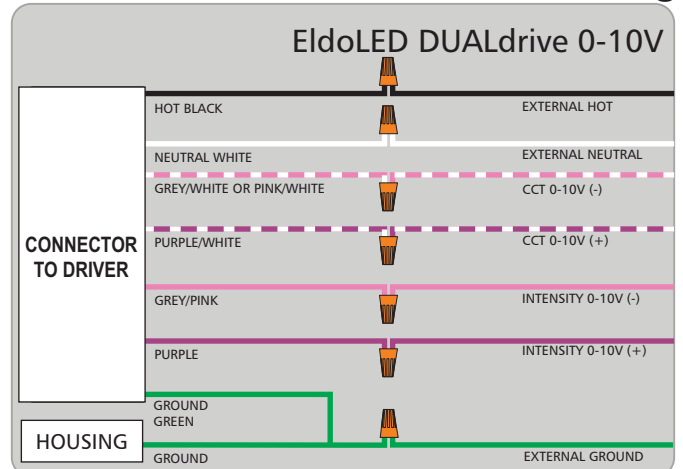 EldoLED DUALdrive 0-10V
HOT BLACK
EXTERNAL HOT
NEUTRAL WHITE
EXTERNAL NEUTRAL
GREY/WHITE OR PINK/WHITE
CCT 0-10V (-)
CONNECTOR
TO DRIVER
PURPLE/WHITE
CCT 0-10V (+)
GREY/PINK
INTENSITY 0-10V (-)
PURPLE
INTENSITY 0-10V (+)
GROUND
GREEN
HOUSING
GROUND
EXTERNAL GROUND